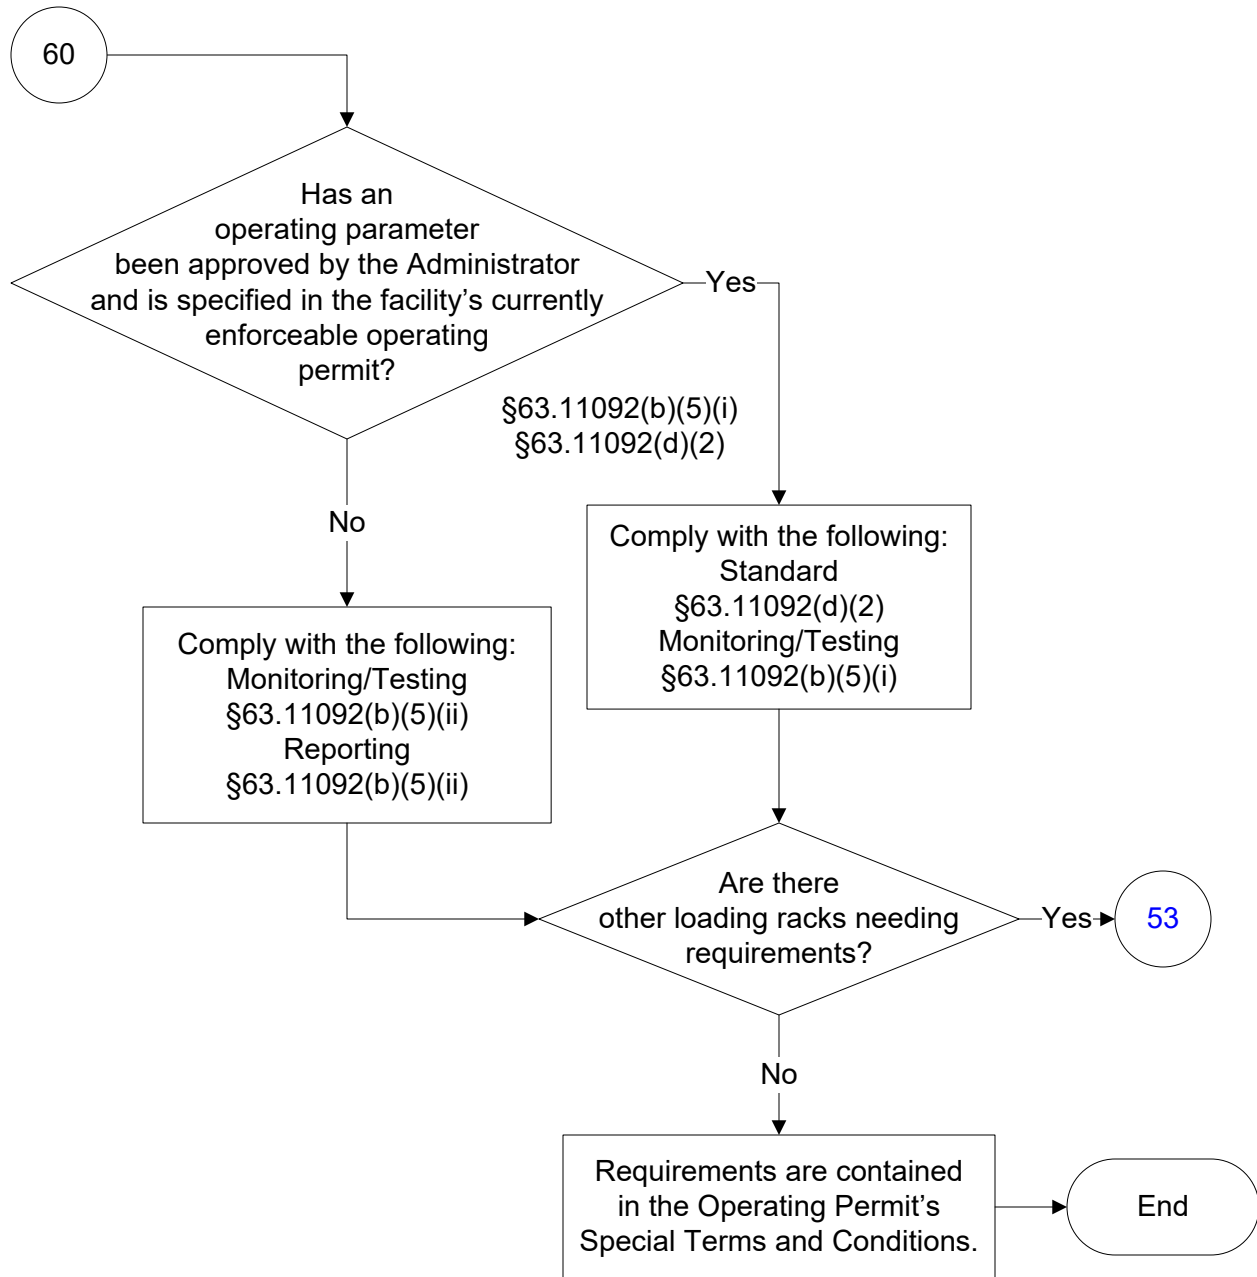 60
Has an
operating parameter
been approved by the Administrator
and is specified in the facility’s currently
enforceable operating
permit?
Yes
§63.11092(b)(5)(i)
§63.11092(d)(2)
No
Comply with the following:
Standard
§63.11092(d)(2)
Monitoring/Testing
§63.11092(b)(5)(i)
Comply with the following:
Monitoring/Testing
§63.11092(b)(5)(ii)
Reporting
§63.11092(b)(5)(ii)
Are there
other loading racks needing
requirements?
Yes
53
No
Requirements are contained
in the Operating Permit’s
Special Terms and Conditions.
End